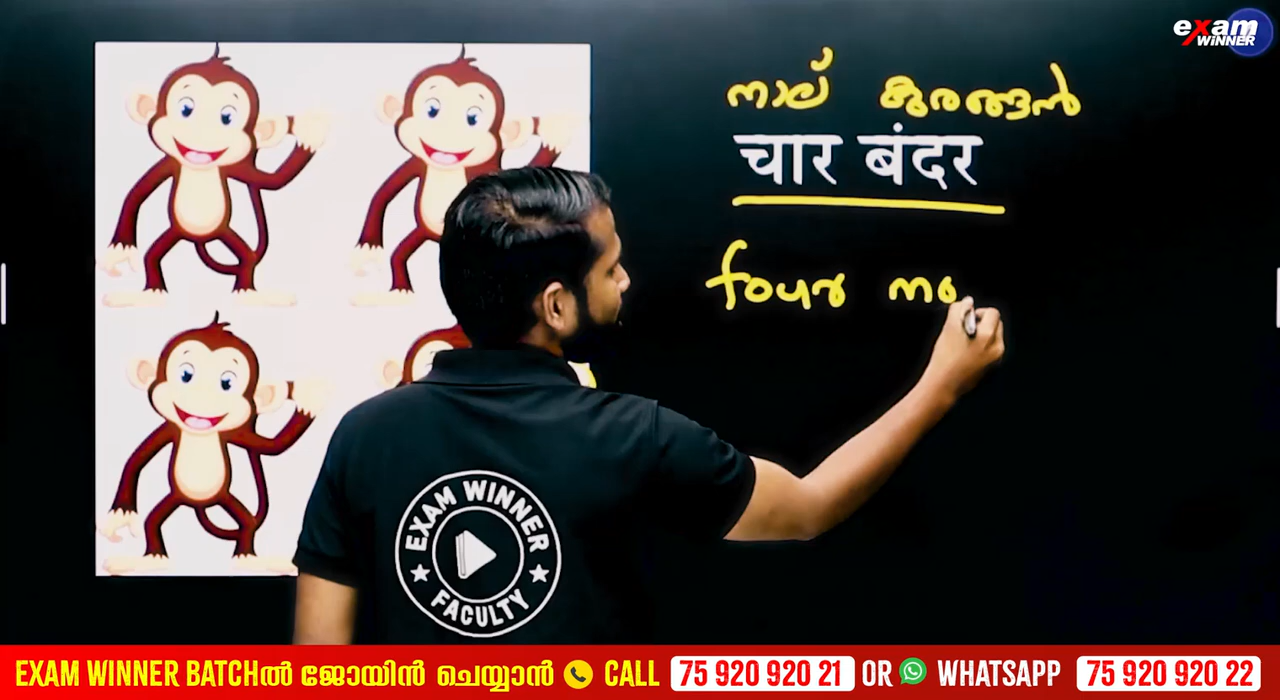 exam
WINNER
നാല് കുരങ്ങൻ
चार बंदर
four mo
EXAM WINNER
FACULTY
EXAM WINNER BATCHൽ ജോയിൻ ചെയ്യാൻ CALL 75 920 920 21 OR WHATSAPP 75 920 920 22